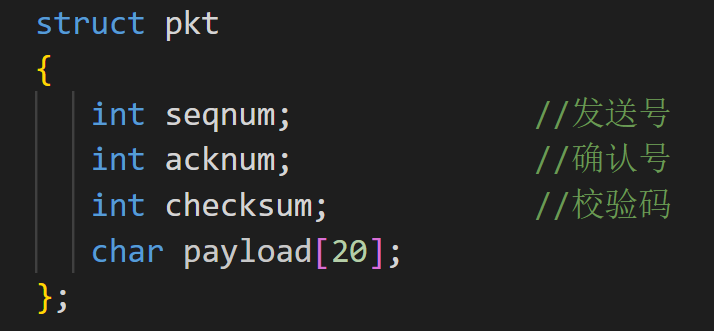 struct pkt
{
int seqnum; //发送号
int acknum; //确认号
int checksum; //校验码
char payload[20];
};